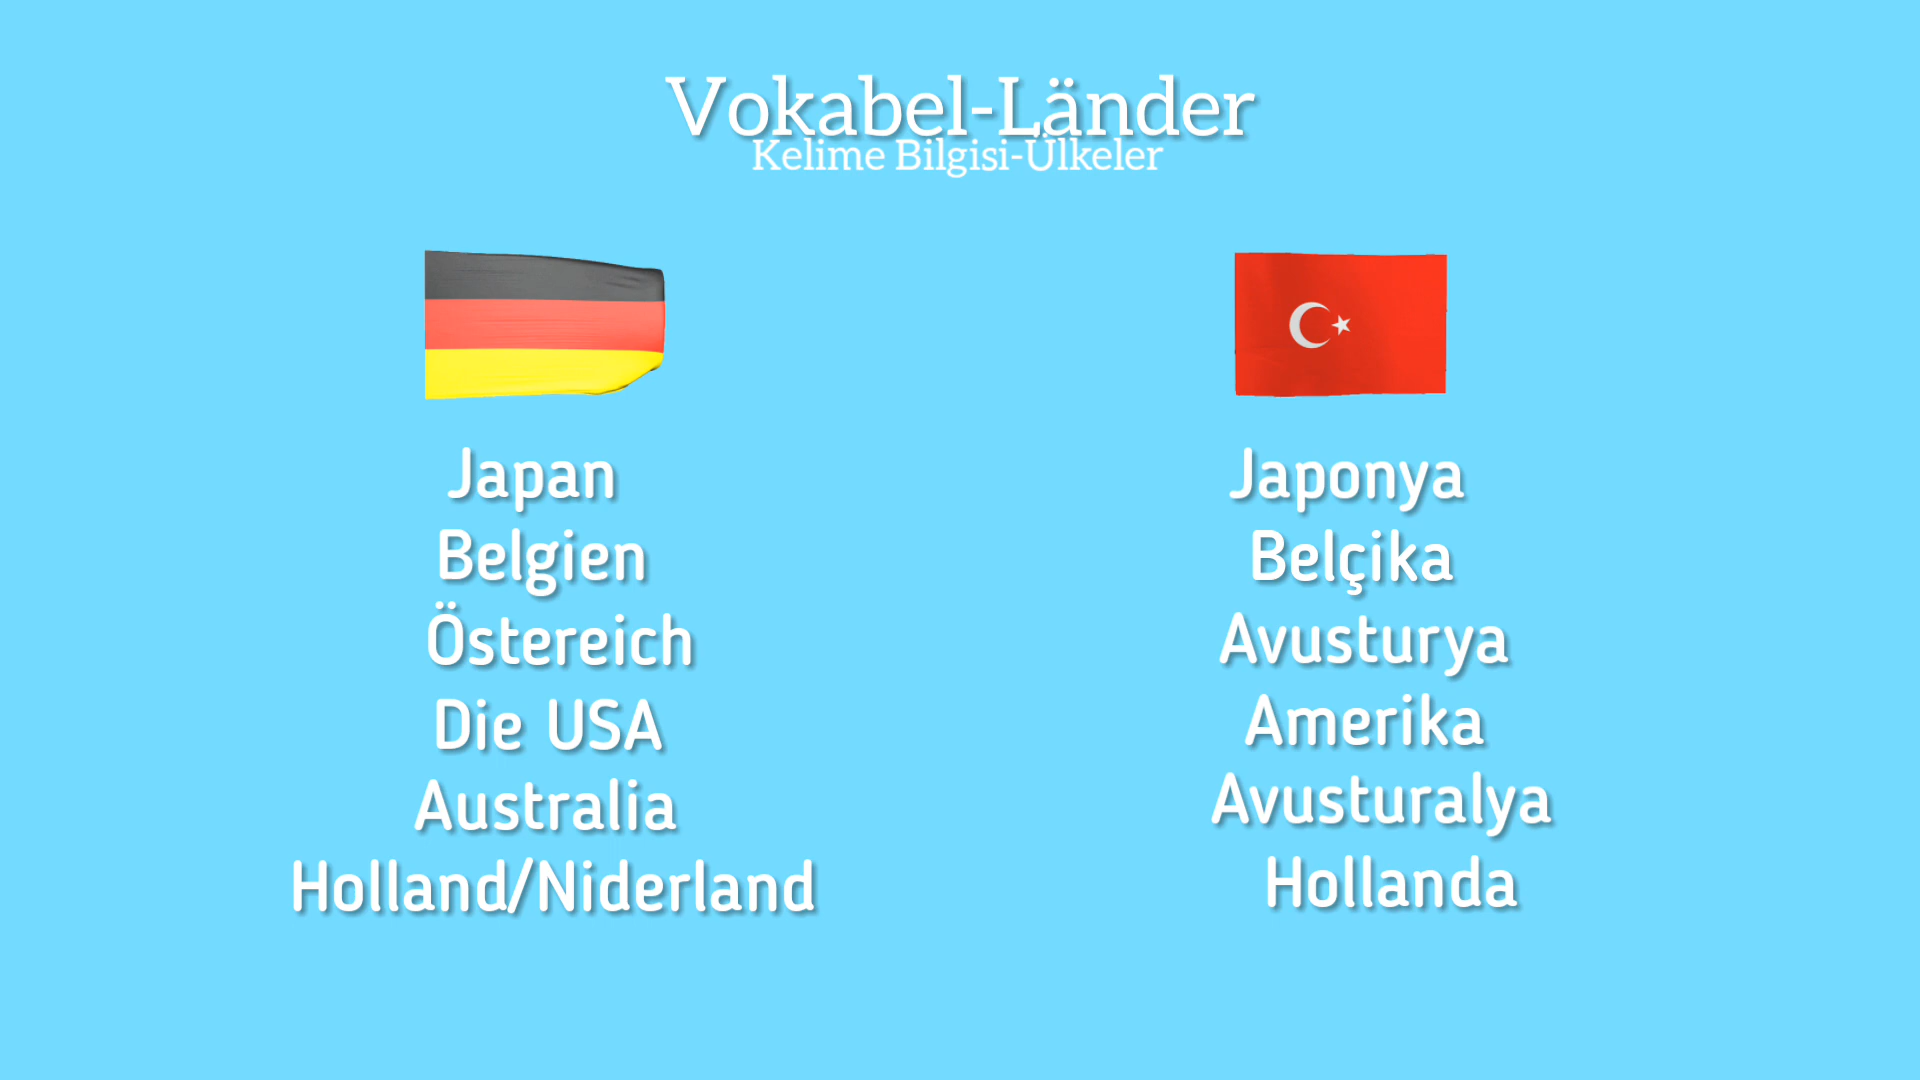 Vokabel-Länder
Kelime Bilgisi-Ülkeler
Japan
Belgien
Östereich
Die USA
Australia
Holland/Niderland
Japonya
Belçika
Avusturya
Amerika
Avusturalya
Hollanda